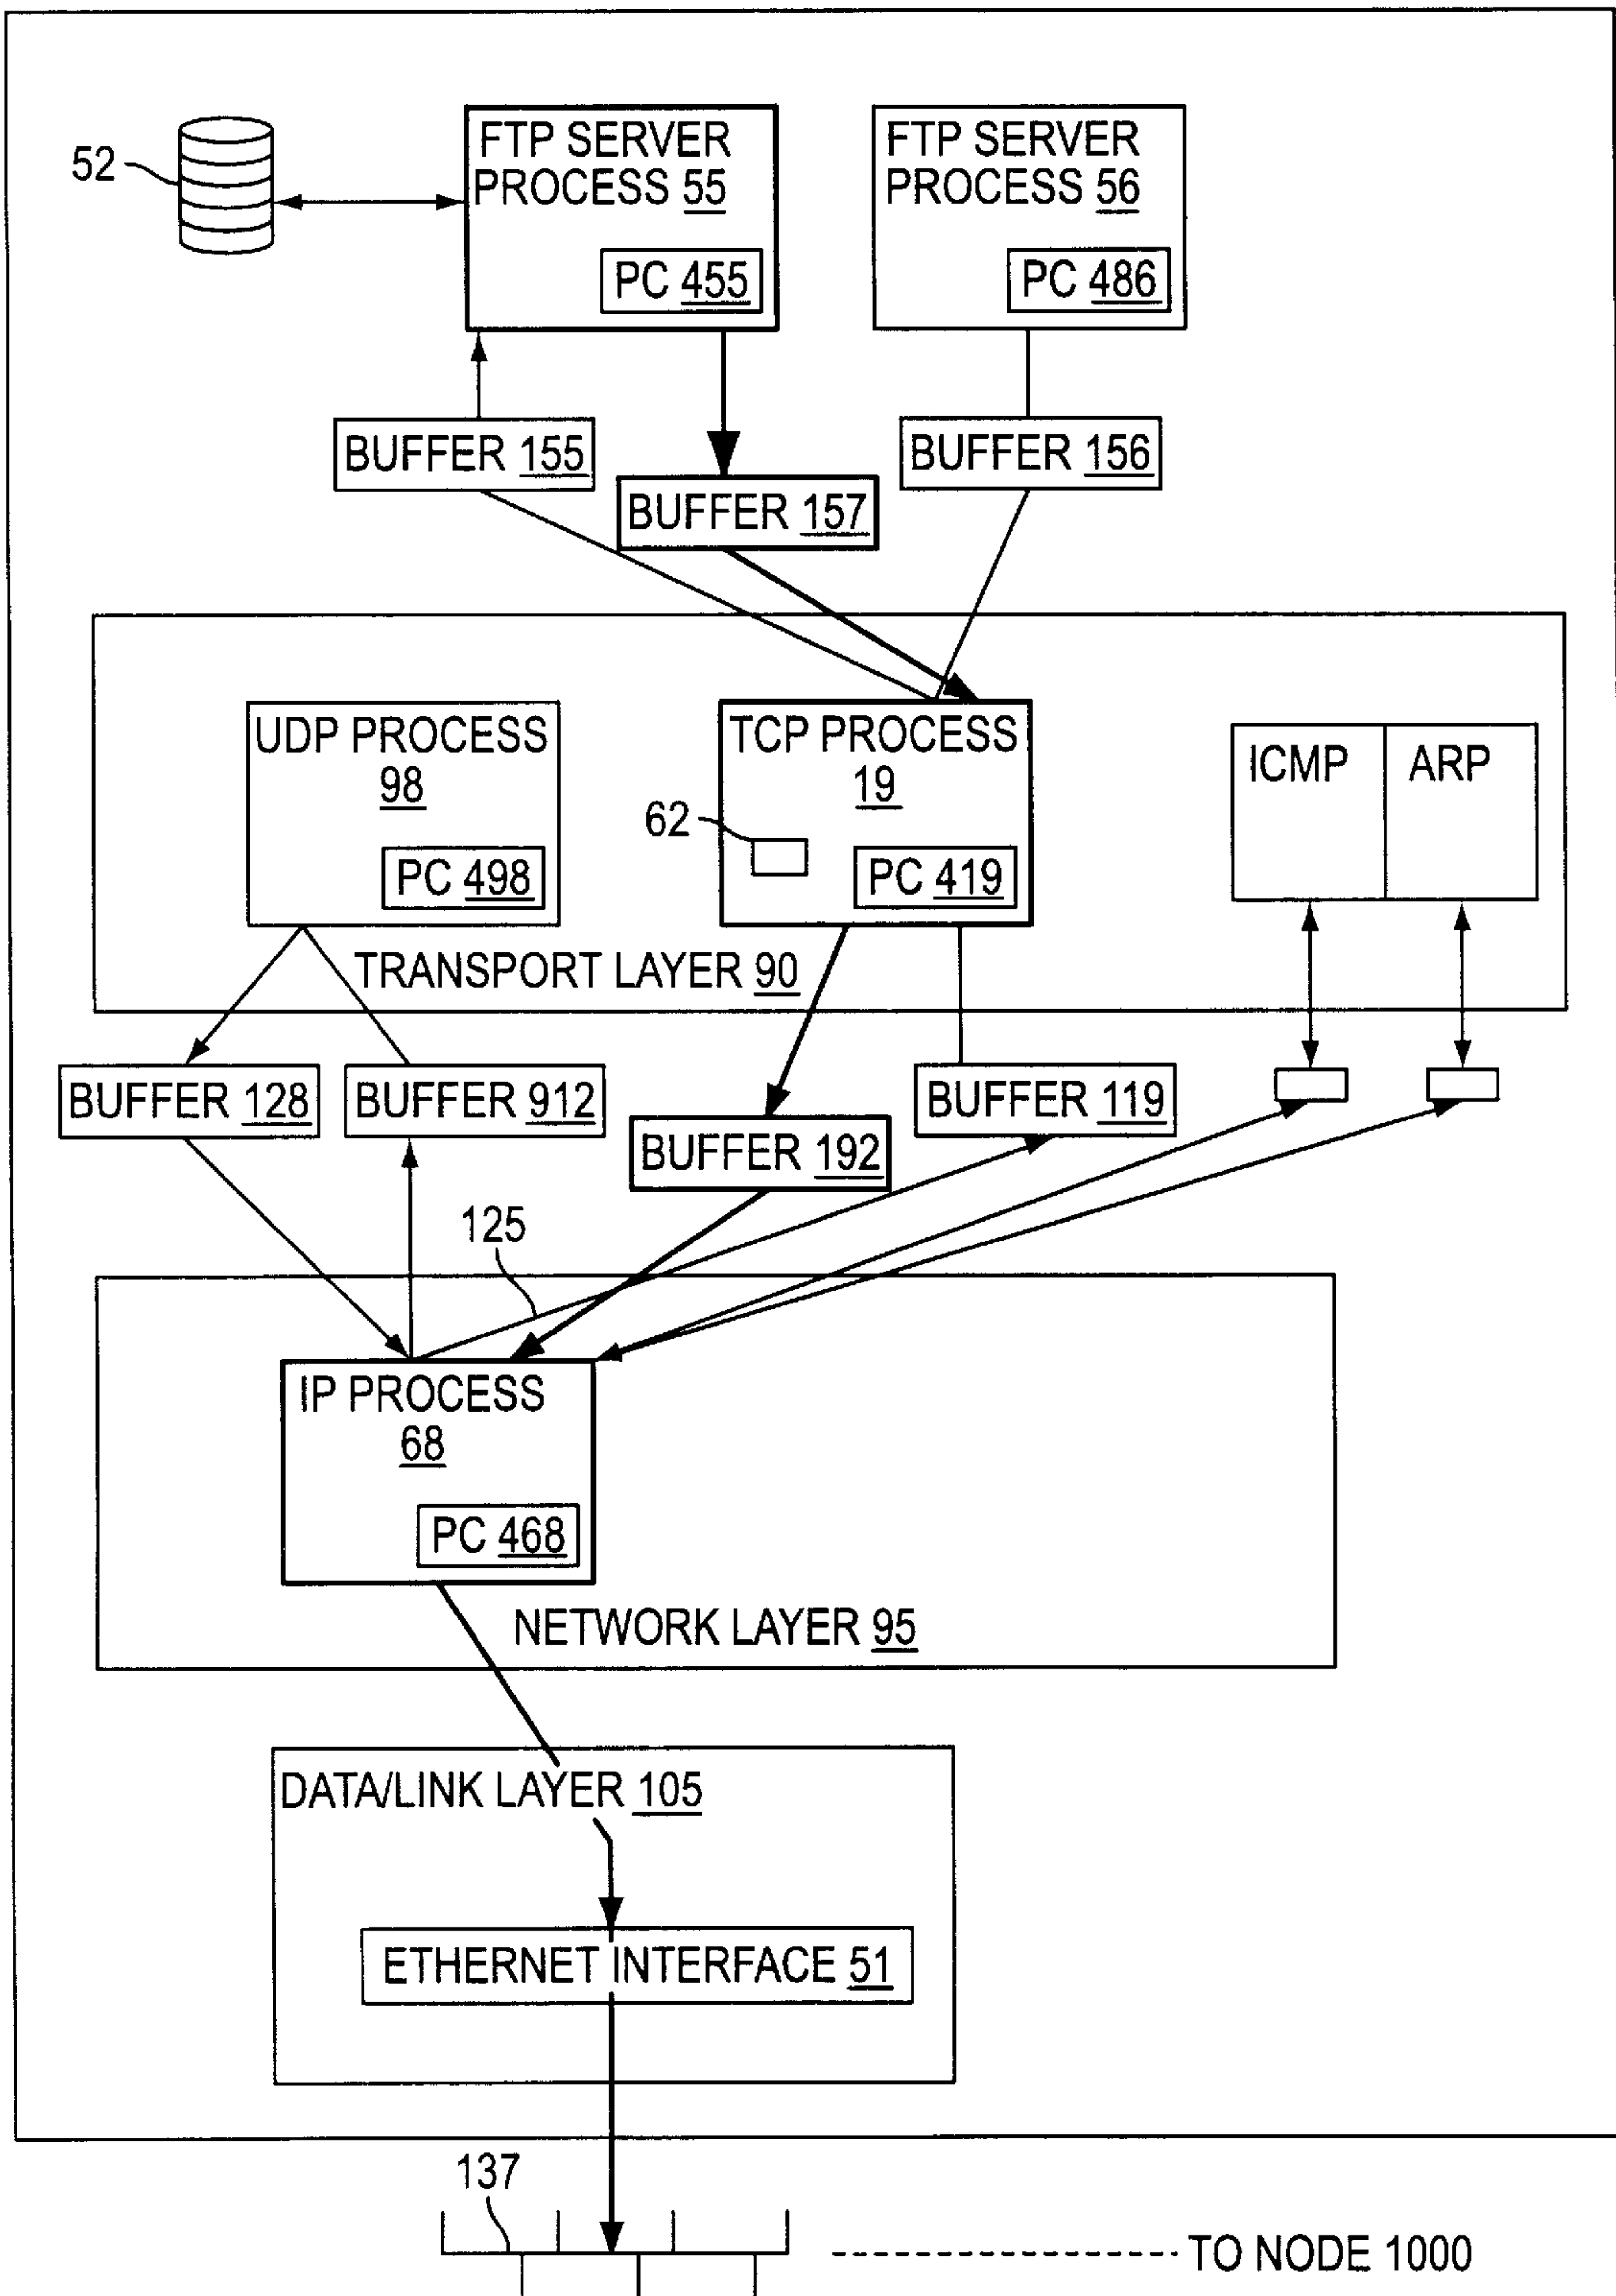 FTP SERVER
PROCESS 55
PC 455
FTP SERVER
PROCESS 56
PC 486
52
BUFFER 155
BUFFER 157
BUFFER 156
UDP PROCESS
98
PC 498
TCP PROCESS
19
62
PC 419
ICMP
ARP
TRANSPORT LAYER 90
BUFFER 128
BUFFER 912
BUFFER 192
BUFFER 119
125
IP PROCESS
68
PC 468
NETWORK LAYER 95
DATA/LINK LAYER 105
ETHERNET INTERFACE 51
137
TO NODE 1000